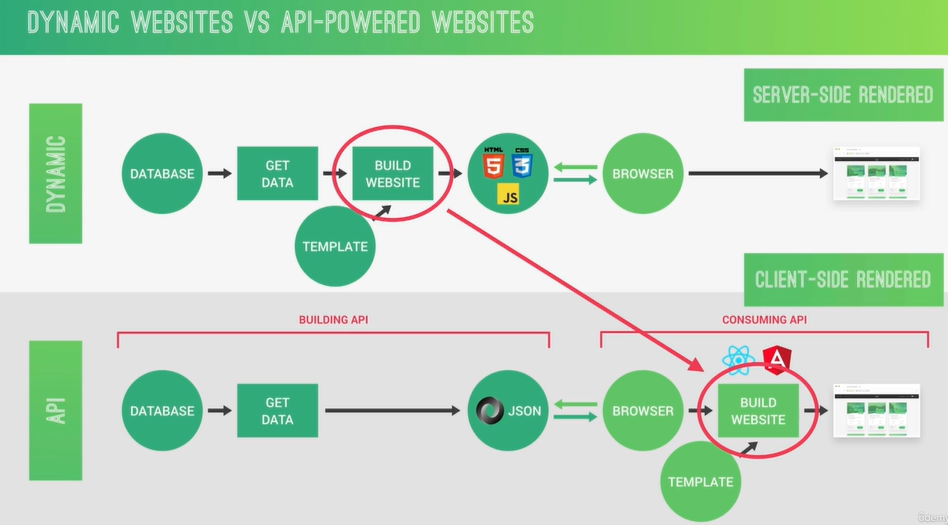 DYNAMIC WEBSITES VS API-POWERED WEBSITES
SERVER-SIDE RENDERED
DYNAMIC
DATABASE
GET
DATA
BUILD
WEBSITE
TEMPLATE
HTML
5
CSS
3
JS
BROWSER
CLIENT-SIDE RENDERED
BUILDING API
CONSUMING API
API
DATABASE
GET
DATA
JSON
BROWSER
BUILD
WEBSITE
TEMPLATE
A